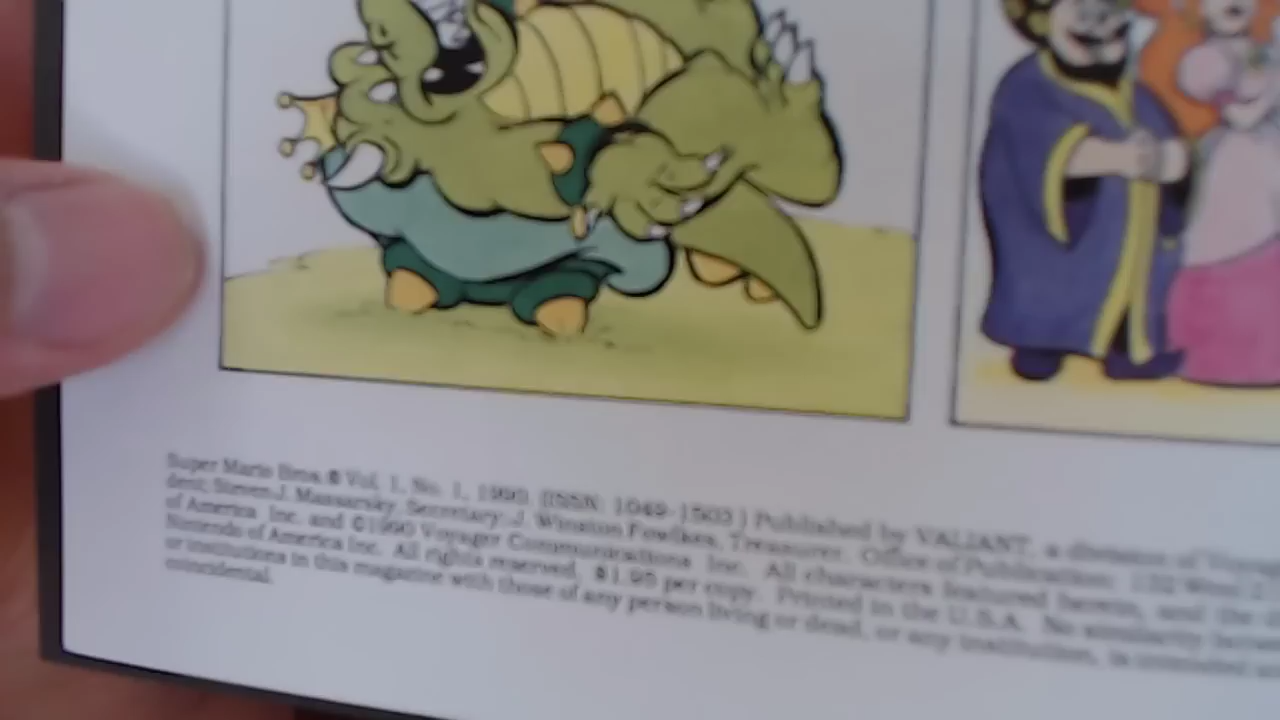 Super Mario Bros.® Vol. 1, No. 1, 1990. (ISSN: 1049-1503) Published by VALIANT, a division of Voyag
dent; Steven J. Massarsky, Secretary; J. Winston Fowlkes, Treasurer. Office of Publication: 152 West
of America Inc. and ©1990 Voyager Communications Inc. All characters featured herein, and the
Nintendo of America Inc. All rights reserved. $1.95 per copy. Printed in the U.S.A. No similarity
or institutions in this magazine with those of any person living or dead, or any institution, is intended
coincidental.